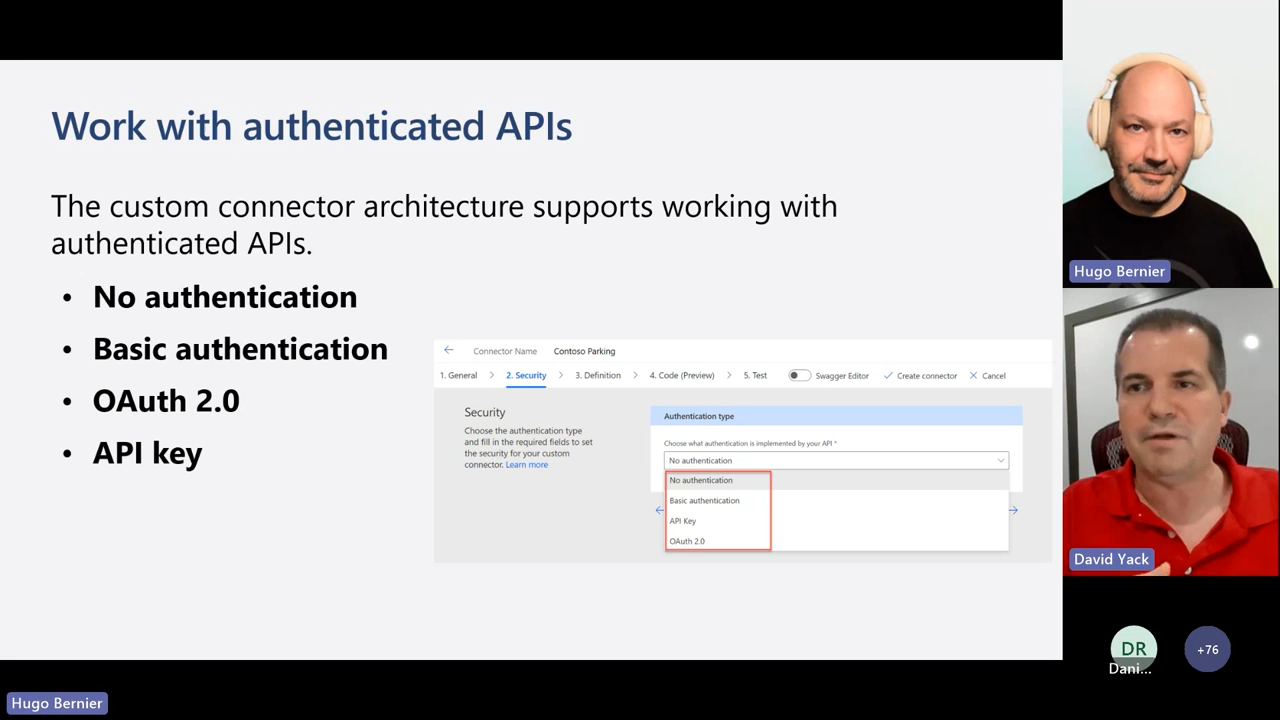 Work with authenticated APIs
The custom connector architecture supports working with
authenticated APIs.
• No authentication
• Basic authentication
• OAuth 2.0
• API key
Connector Name Contoso Parking
1. General 2. Security 3. Definition 4. Code (Preview) 5. Test Swagger Editor Create connector Cancel
Security
Choose the authentication type
and fill in the required fields to set
the security for your custom
connector. Learn more
Authentication type
Choose what authentication is implemented by your API *
No authentication
No authentication
Basic authentication
API Key
OAuth 2.0
Hugo Bernier
David Yack
DR
Dani...
+76
Hugo Bernier